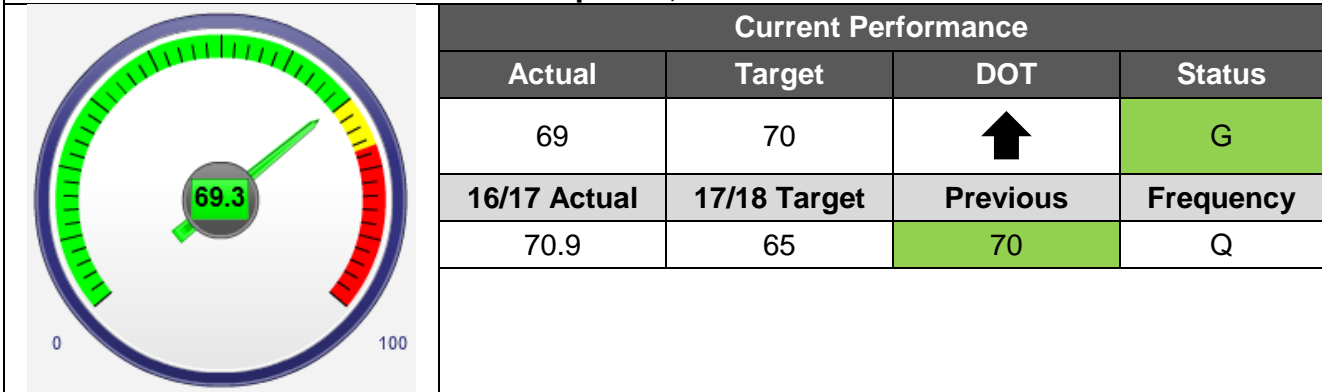 Current Performance
Actual Target DOT Status
69 70 G
16/17 Actual 17/18 Target Previous Frequency
70.9 65 70 Q
69.3
0 100